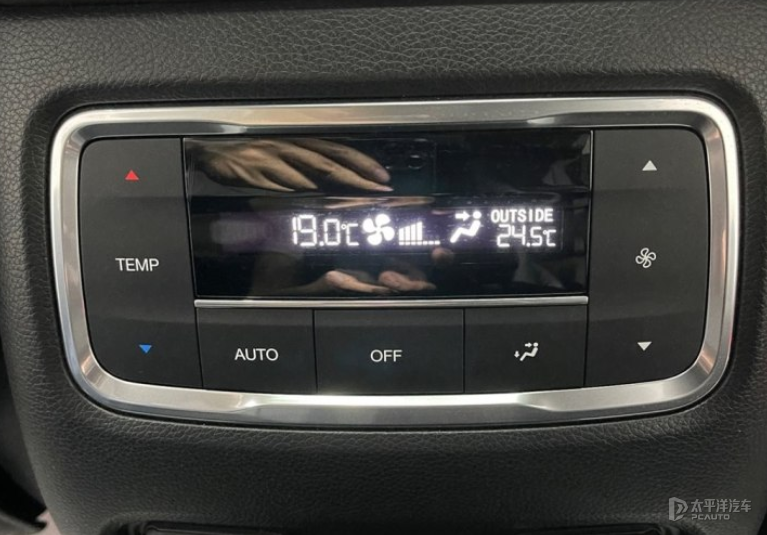 19.0℃
OUTSIDE
24.5℃
TEMP
AUTO
OFF
太平洋汽车
PCAUTO